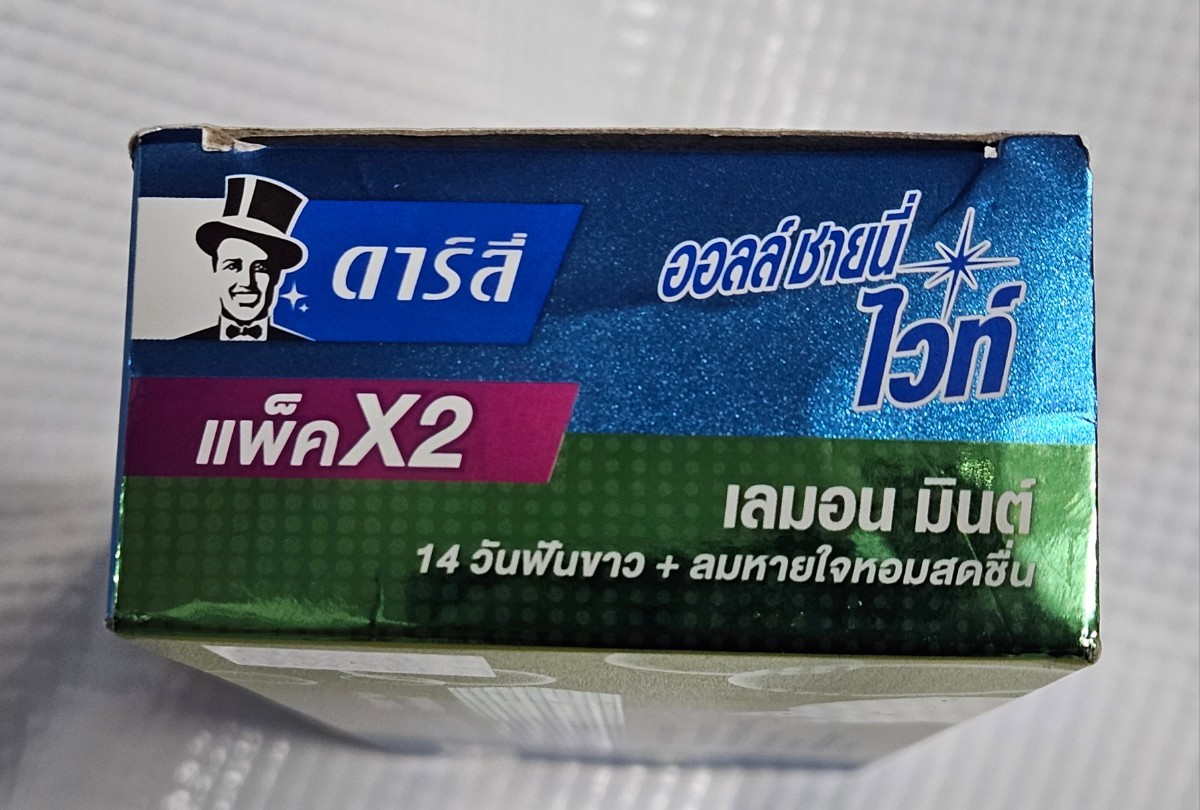 ดาร์ลี่
ออลล์ ชายนี่
ไวท์
แพ็ค X2
เลมอน มินต์
14 วันฟันขาว + ลมหายใจหอมสดชื่น